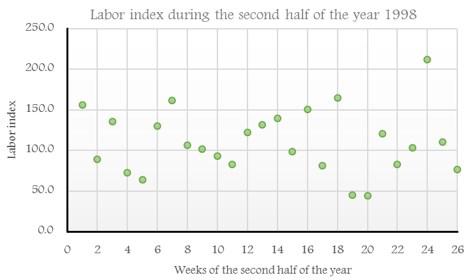 Labor index during the second half of the year 1998
250.0
200.0
150.0
100.0
50.0
0.0
Labor index
0 2 4 6 8 10 12 14 16 18 20 22 24 26
Weeks of the second half of the year